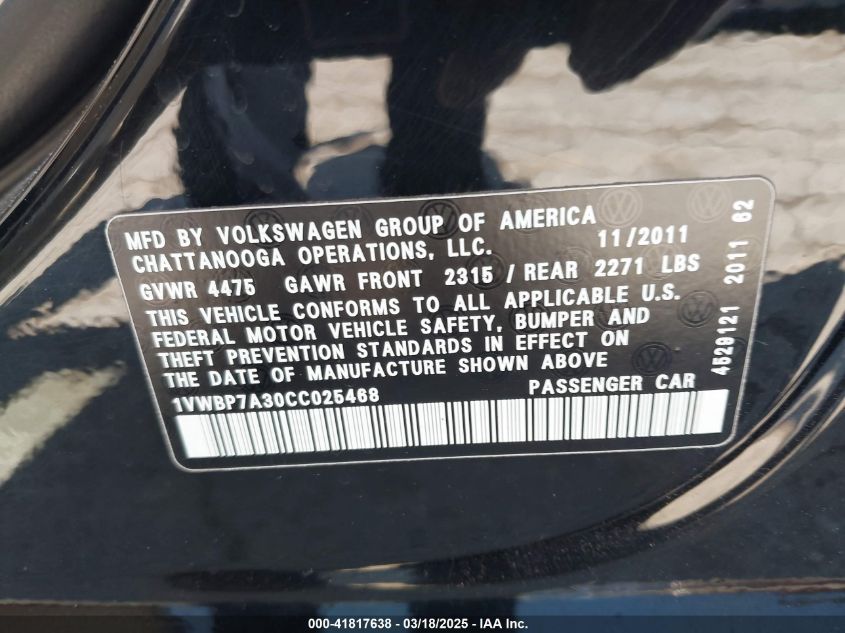 MFD BY VOLKSWAGEN GROUP OF AMERICA
CHATTANOOGA OPERATIONS, LLC. 11/2011
GVWR 4475 GAWR FRONT 2315 / REAR 2271 LBS
THIS VEHICLE CONFORMS TO ALL APPLICABLE U.S.
FEDERAL MOTOR VEHICLE SAFETY, BUMPER AND
THEFT PREVENTION STANDARDS IN EFFECT ON
THE DATE OF MANUFACTURE SHOWN ABOVE
1VWBP7A30CC025468 PASSENGER CAR
4529121 2011 62
000-41817638 - 03/18/2025 - IAA Inc.